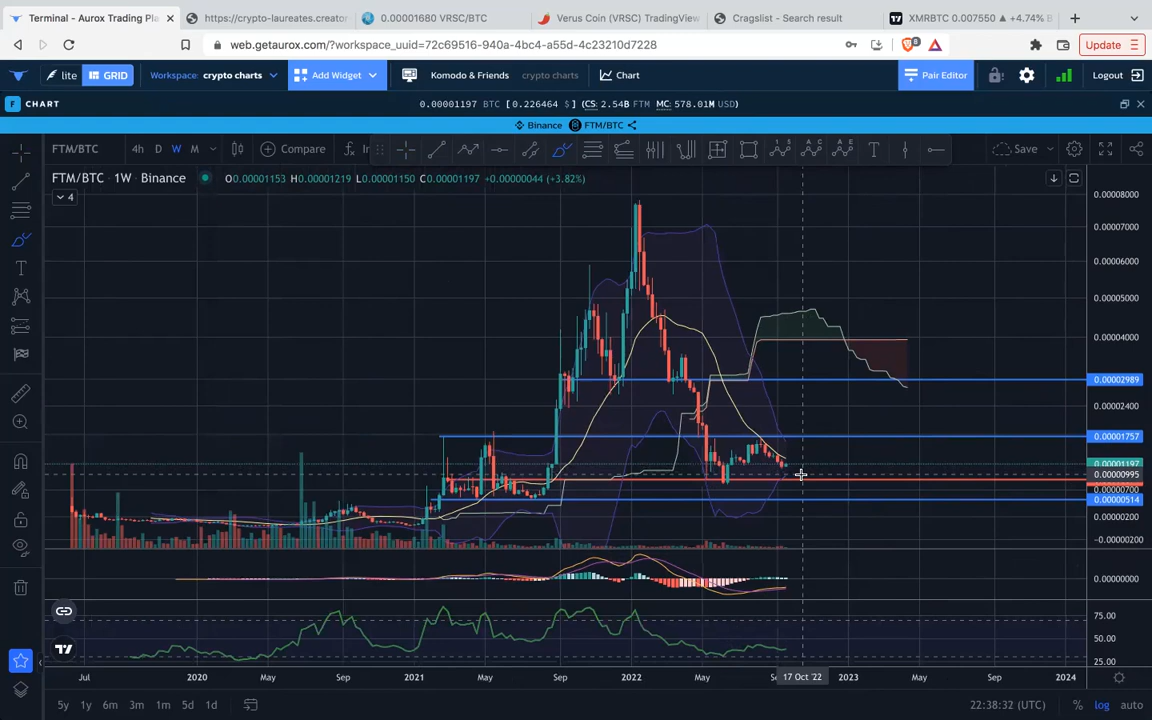 Terminal - Aurox Trading Pla
https://crypto-laureates.creator
0.00001680 VRSC/BTC
Verus Coin (VRSC) TradingView
Cragslist - Search result
XMRBTC 0.007550 ▲ +4.74% B
web.getaurox.com/?workspace_uuid=72c69516-940a-4bc4-a55d-4c23210d7228
Update
lite
GRID
Workspace: crypto charts
Add Widget
Komodo & Friends
crypto charts
Chart
Pair Editor
Logout
F CHART
0.00001197 BTC [0.226464 $] (CS: 2.54B FTM MC: 578.01M USD)
Binance FTM/BTC
FTM/BTC
4h D W M
Compare
Save
FTM/BTC · 1W · Binance
O0.00001153 H0.00001219 L0.00001150 C0.00001197 +0.00000044 (+3.82%)
4
0.00008000
0.00007000
0.00006000
0.00005000
0.00004000
0.00002989
0.00002400
0.00001757
0.00001197
0.00000995
0.00000514
0.00000200
−0.00000200
0.00000000
75.00
50.00
25.00
Jul
2020
May
Sep
2021
May
Sep
2022
May
17 Oct '22
2023
May
Sep
2024
5y 1y 6m 3m 1m 5d 1d
22:38:32 (UTC)
% log auto